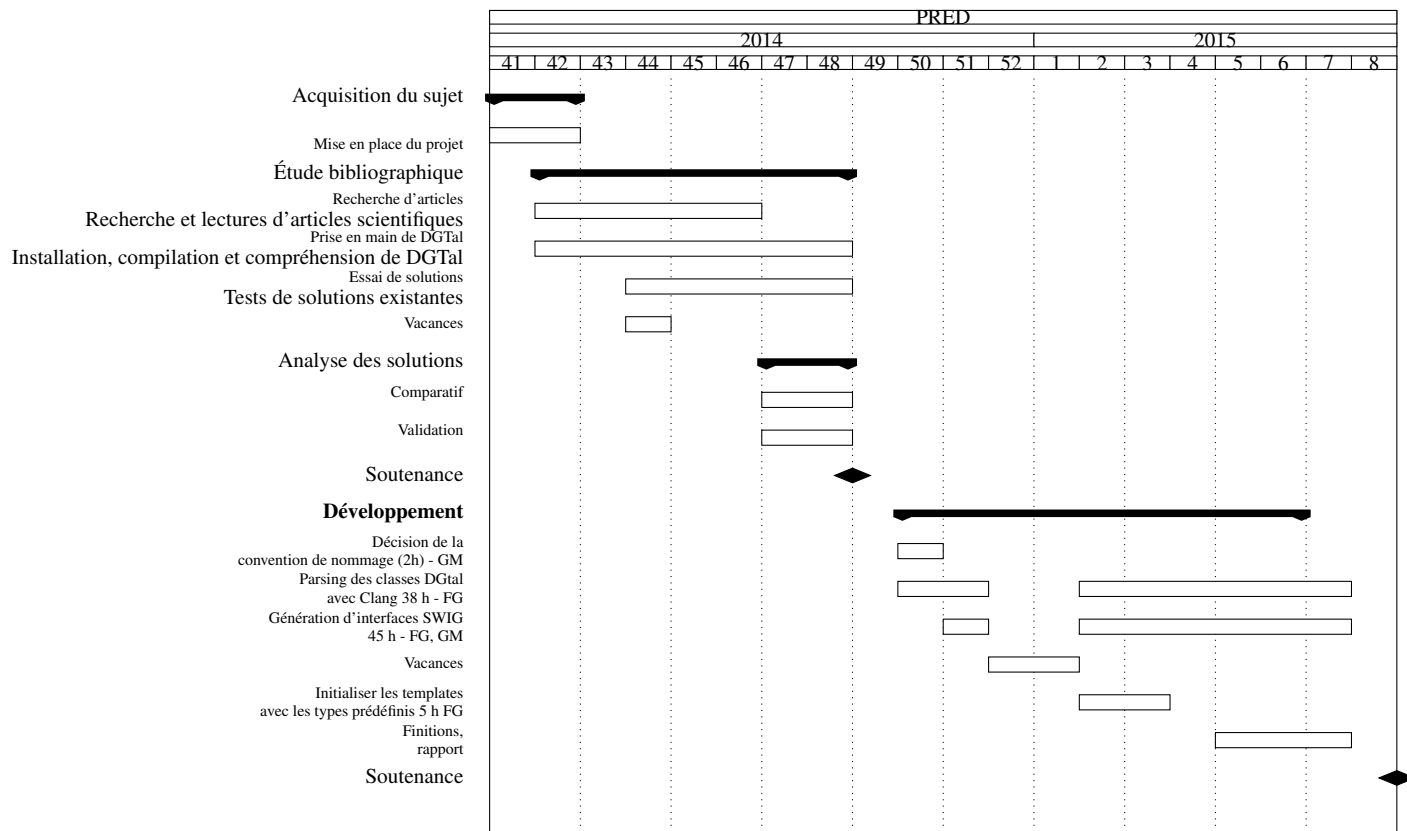 PRED
2014 2015
41 42 43 44 45 46 47 48 49 50 51 52 1 2 3 4 5 6 7 8
Acquisition du sujet
Mise en place du projet
Étude bibliographique
Recherche d'articles
Recherche et lectures d'articles scientifiques
Prise en main de DGTal
Installation, compilation et compréhension de DGTal
Essai de solutions
Tests de solutions existantes
Vacances
Analyse des solutions
Comparatif
Validation
Soutenance
Développement
Décision de la
convention de nommage (2h) - GM
Parsing des classes DGtal
avec Clang 38 h - FG
Génération d'interfaces SWIG
45 h - FG, GM
Vacances
Initialiser les templates
avec les types prédéfinis 5 h FG
Finitions,
rapport
Soutenance